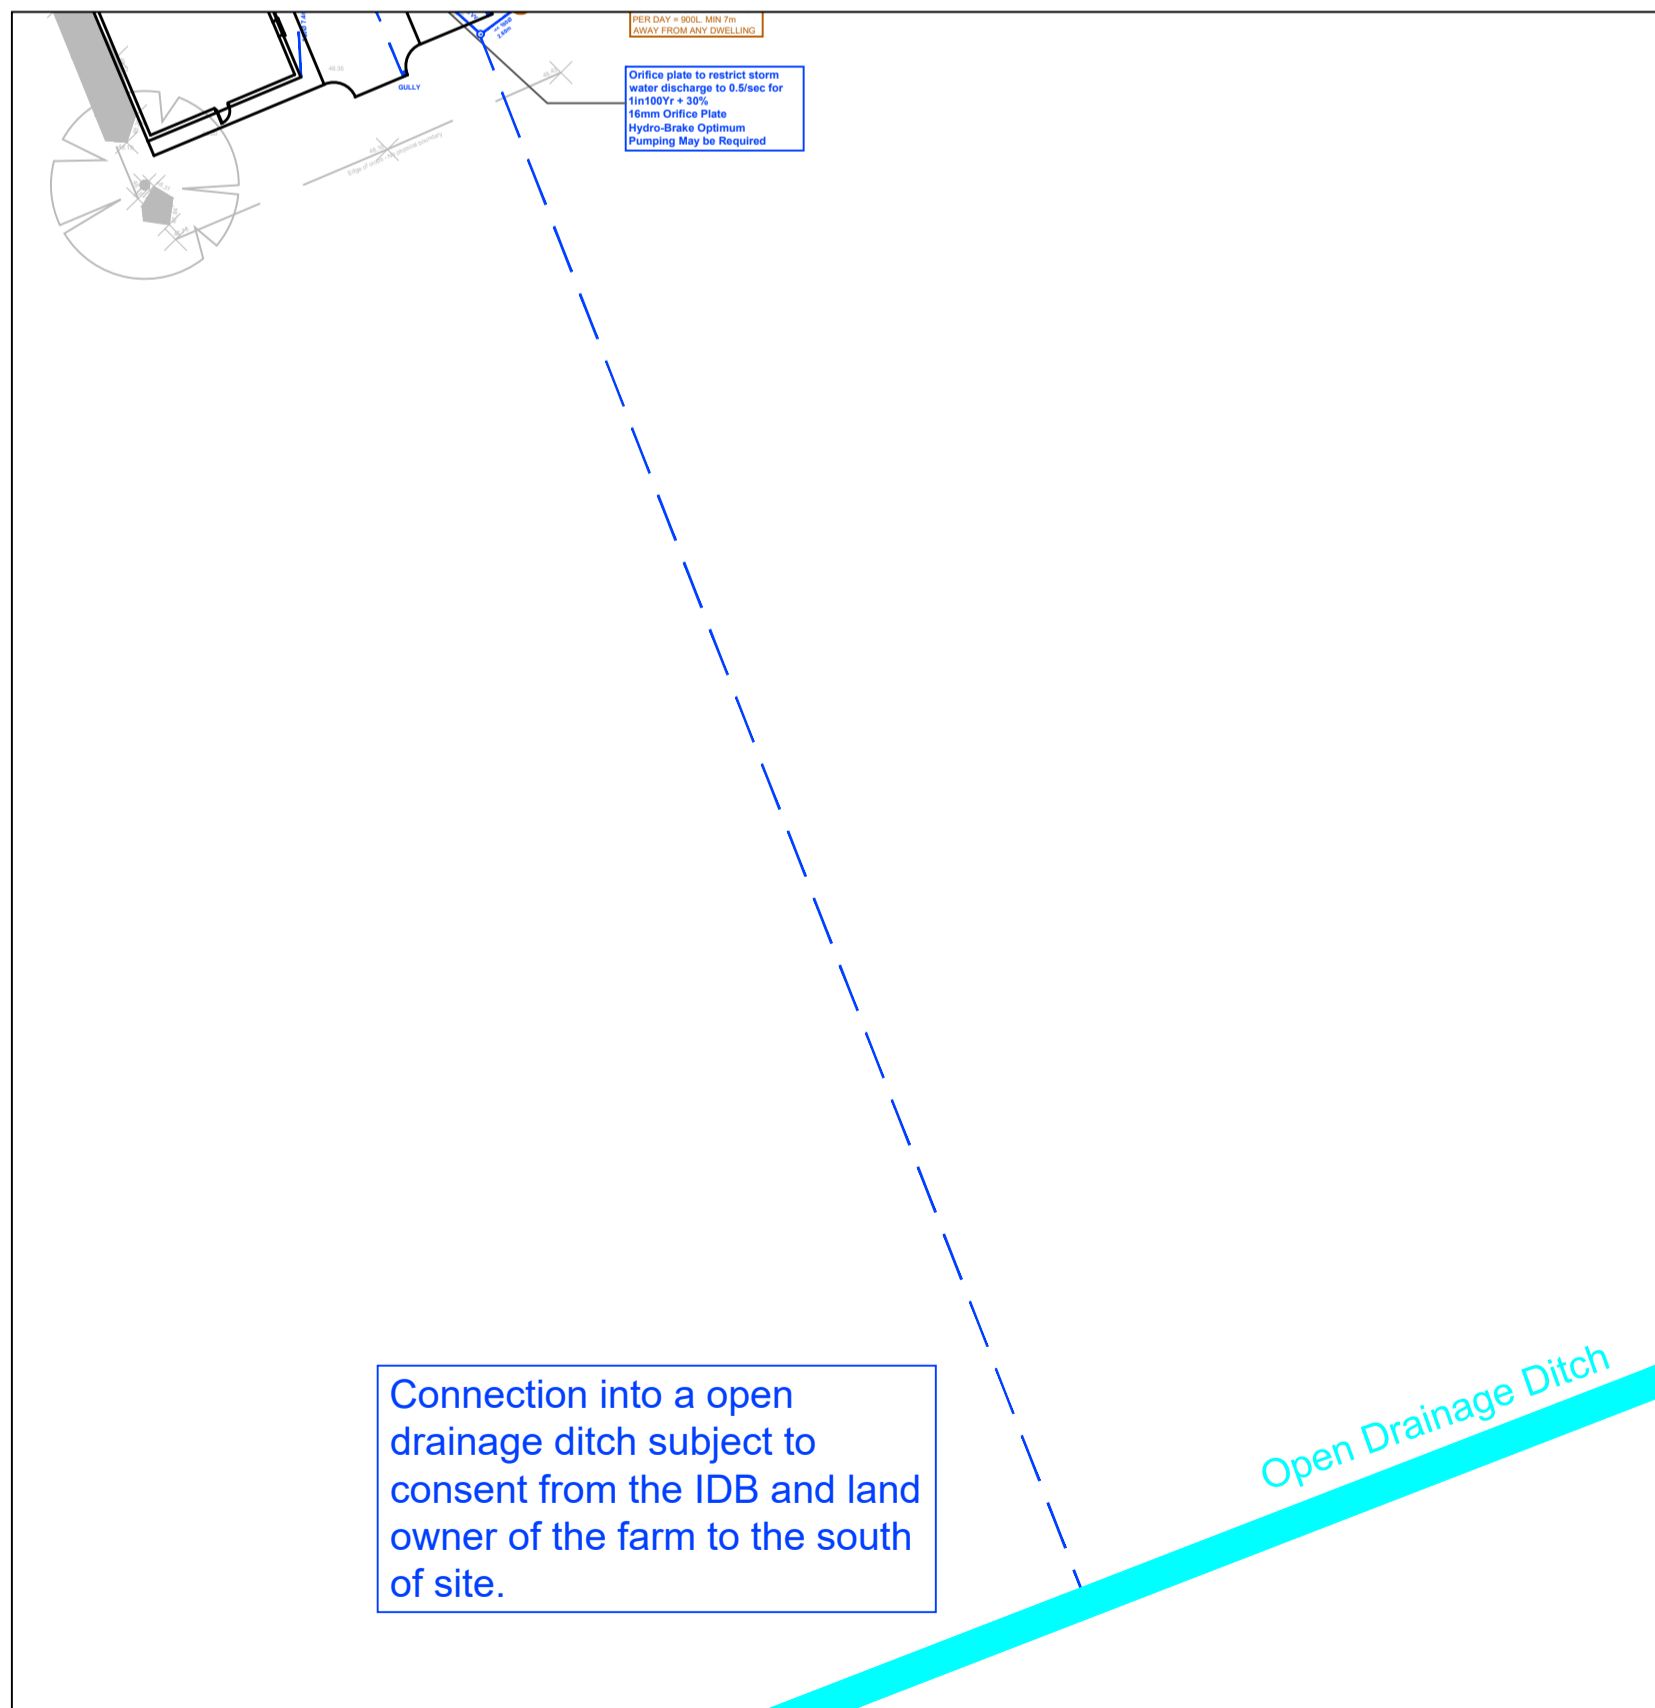 PER DAY = 900L. MIN 7m
AWAY FROM ANY DWELLING
Orifice plate to restrict storm
water discharge to 0.5/sec for
1in100Yr + 30%
16mm Orifice Plate
Hydro-Brake Optimum
Pumping May be Required
GULLY
48.38
Open Drainage Ditch
Connection into a open
drainage ditch subject to
consent from the IDB and land
owner of the farm to the south
of site.